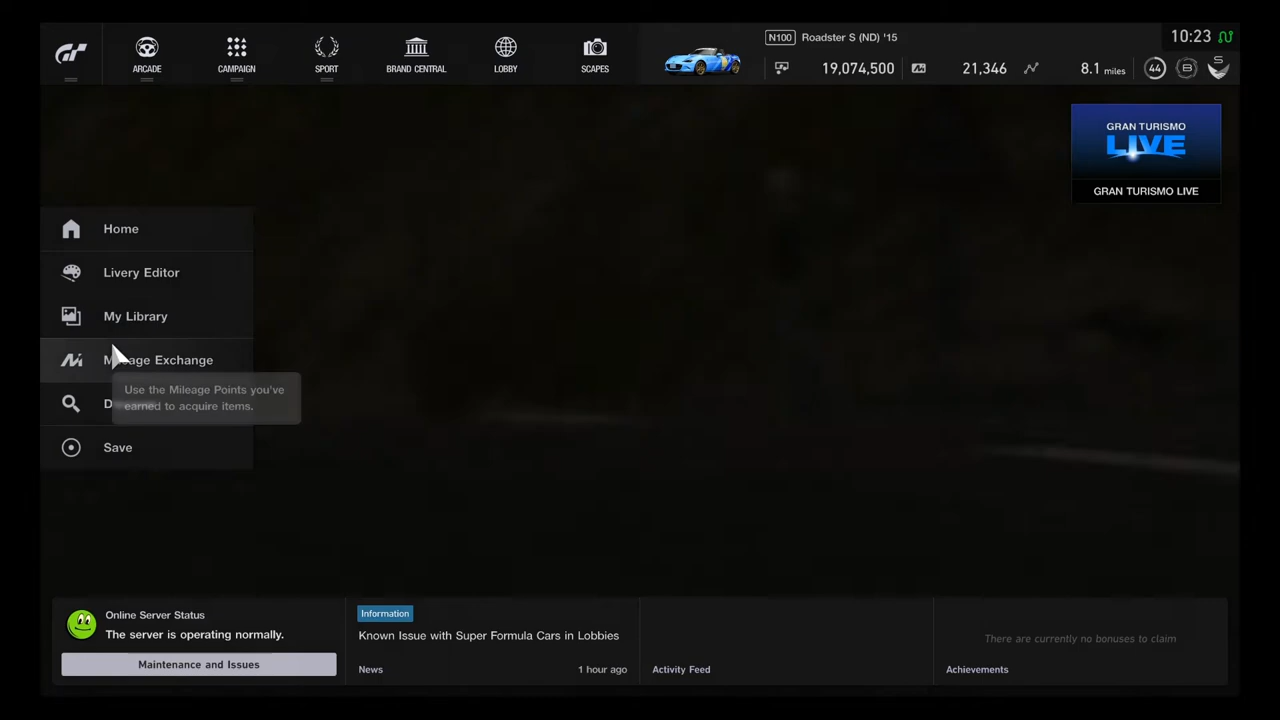 N100 Roadster S (ND) '15
10:23
ARCADE
CAMPAIGN
SPORT
BRAND CENTRAL
LOBBY
SCAPES
19,074,500
21,346
8.1 miles
44
B
S
GRAN TURISMO
LIVE
GRAN TURISMO LIVE
Home
Livery Editor
My Library
Mileage Exchange
Use the Mileage Points you've
earned to acquire items.
Save
Online Server Status
The server is operating normally.
Maintenance and Issues
Information
Known Issue with Super Formula Cars in Lobbies
News
1 hour ago
Activity Feed
There are currently no bonuses to claim
Achievements